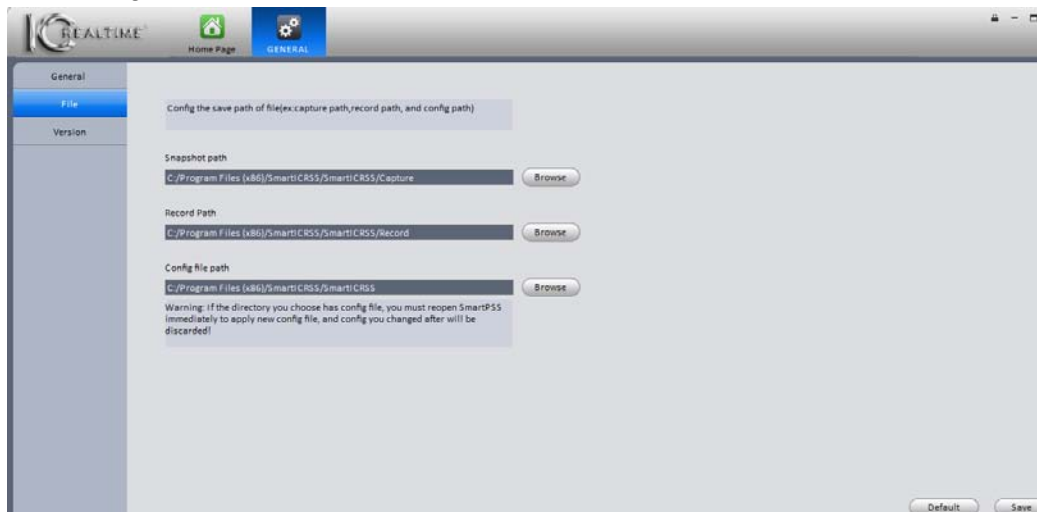 IC REALTIME
Home Page
GENERAL
General
File
Version
Config the save path of file(ex:capture path,record path, and config path)
Snapshot path
C:/Program Files (x86)/SmartICRSS/SmartICRSS/Capture
Browse
Record Path
C:/Program Files (x86)/SmartICRSS/SmartICRSS/Record
Browse
Config file path
C:/Program Files (x86)/SmartICRSS/SmartICRSS
Browse
Warning: If the directory you choose has config file, you must reopen SmartPSS
immediately to apply new config file, and config you changed after will be
discarded!
Default
Save